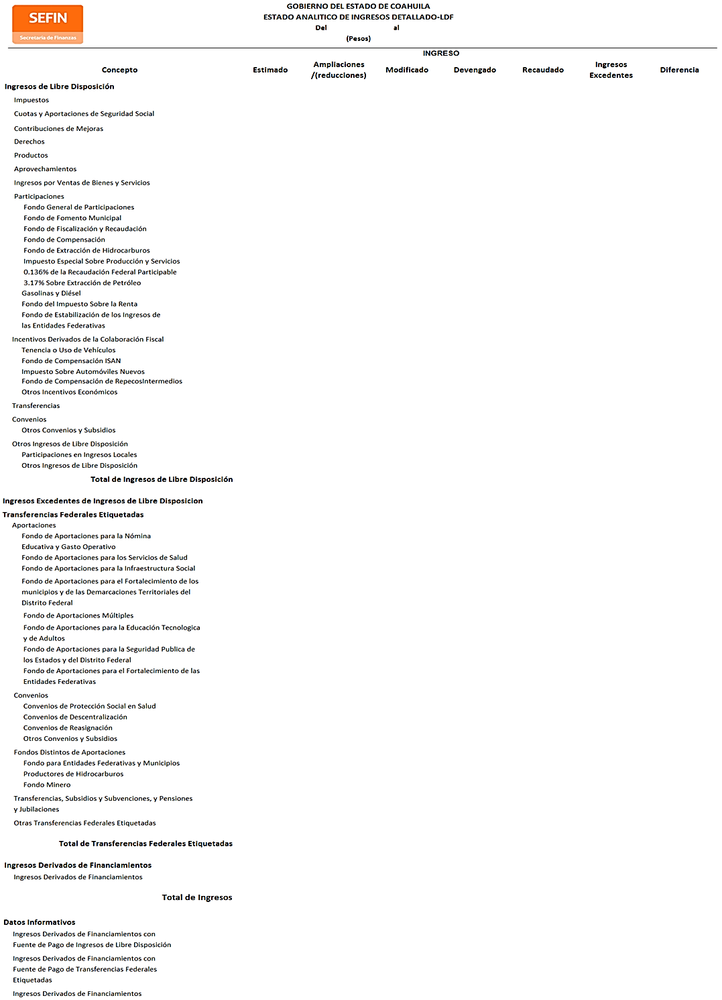 SEFIN
Secretaría de Finanzas
GOBIERNO DEL ESTADO DE COAHUILA
ESTADO ANALITICO DE INGRESOS DETALLADO-LDF
Del al
(Pesos)
INGRESO
Concepto Estimado Ampliaciones /(reducciones) Modificado Devengado Recaudado Ingresos Excedentes Diferencia
Ingresos de Libre Disposición
Impuestos
Cuotas y Aportaciones de Seguridad Social
Contribuciones de Mejoras
Derechos
Productos
Aprovechamientos
Ingresos por Ventas de Bienes y Servicios
Participaciones
Fondo General de Participaciones
Fondo de Fomento Municipal
Fondo de Fiscalización y Recaudación
Fondo de Compensación
Fondo de Extracción de Hidrocarburos
Impuesto Especial Sobre Producción y Servicios
0.136% de la Recaudación Federal Participable
3.17% Sobre Extracción de Petróleo
Gasolinas y Diésel
Fondo del Impuesto Sobre la Renta
Fondo de Estabilización de los Ingresos de
las Entidades Federativas
Incentivos Derivados de la Colaboración Fiscal
Tenencia o Uso de Vehículos
Fondo de Compensación ISAN
Impuesto Sobre Automóviles Nuevos
Fondo de Compensación de RepecosIntermedios
Otros Incentivos Económicos
Transferencias
Convenios
Otros Convenios y Subsidios
Otros Ingresos de Libre Disposición
Participaciones en Ingresos Locales
Otros Ingresos de Libre Disposición
Total de Ingresos de Libre Disposición
Ingresos Excedentes de Ingresos de Libre Disposicion
Transferencias Federales Etiquetadas
Aportaciones
Fondo de Aportaciones para la Nómina
Educativa y Gasto Operativo
Fondo de Aportaciones para los Servicios de Salud
Fondo de Aportaciones para la Infraestructura Social
Fondo de Aportaciones para el Fortalecimiento de los
municipios y de las Demarcaciones Territoriales del
Distrito Federal
Fondo de Aportaciones Múltiples
Fondo de Aportaciones para la Educación Tecnologica
y de Adultos
Fondo de Aportaciones para la Seguridad Publica de
los Estados y del Distrito Federal
Fondo de Aportaciones para el Fortalecimiento de las
Entidades Federativas
Convenios
Convenios de Protección Social en Salud
Convenios de Descentralización
Convenios de Reasignación
Otros Convenios y Subsidios
Fondos Distintos de Aportaciones
Fondo para Entidades Federativas y Municipios
Productores de Hidrocarburos
Fondo Minero
Transferencias, Subsidios y Subvenciones, y Pensiones
y Jubilaciones
Otras Transferencias Federales Etiquetadas
Total de Transferencias Federales Etiquetadas
Ingresos Derivados de Financiamientos
Ingresos Derivados de Financiamientos
Total de Ingresos
Datos Informativos
Ingresos Derivados de Financiamientos con
Fuente de Pago de Ingresos de Libre Disposición
Ingresos Derivados de Financiamientos con
Fuente de Pago de Transferencias Federales
Etiquetadas
Ingresos Derivados de Financiamientos